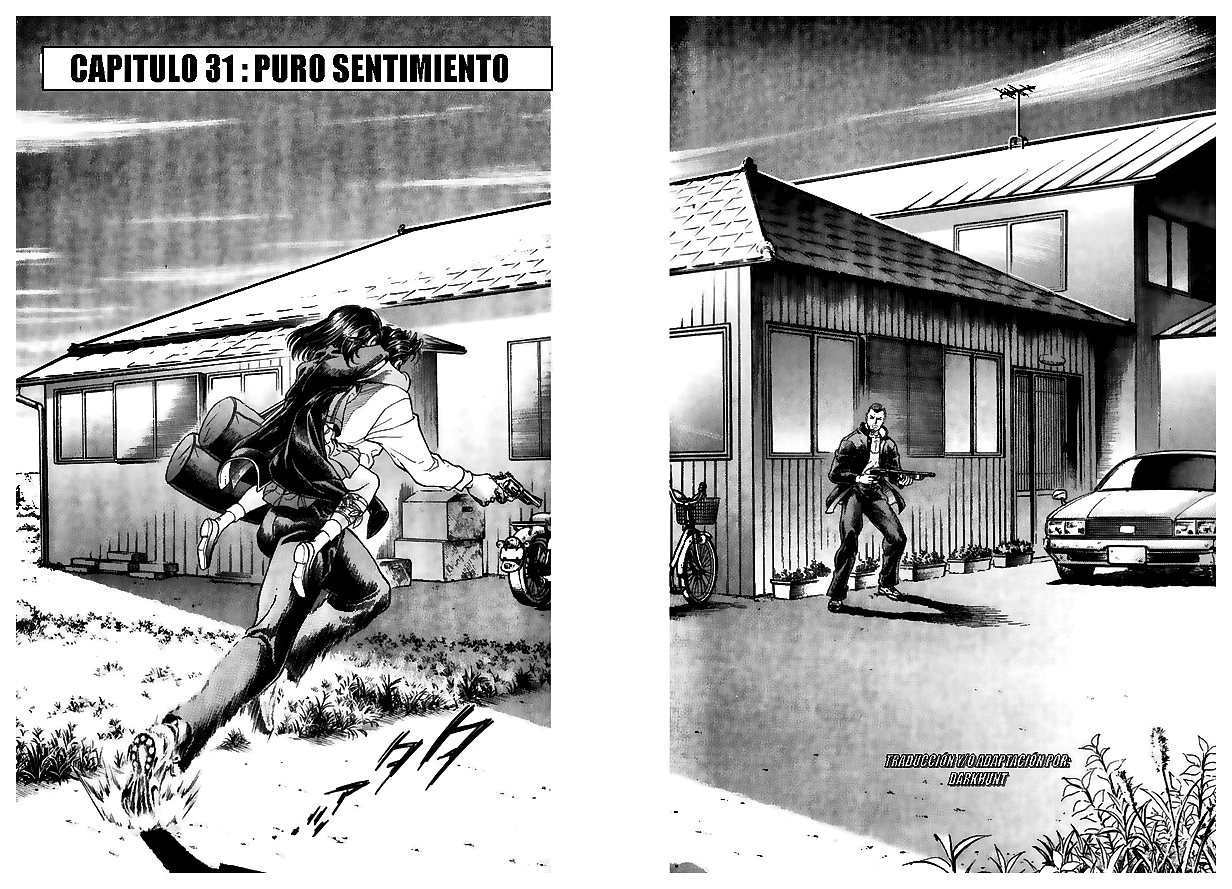 CAPITULO 31 : PURO SENTIMIENTO
TRADUCCIÓN Y/O ADAPTACIÓN POR:
DARKHUNT